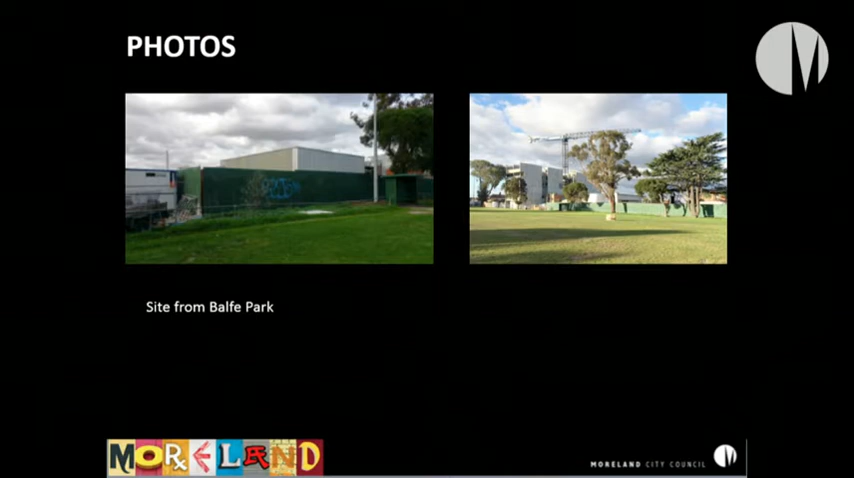 PHOTOS
Site from Balfe Park
MORELAND
MORELAND CITY COUNCIL